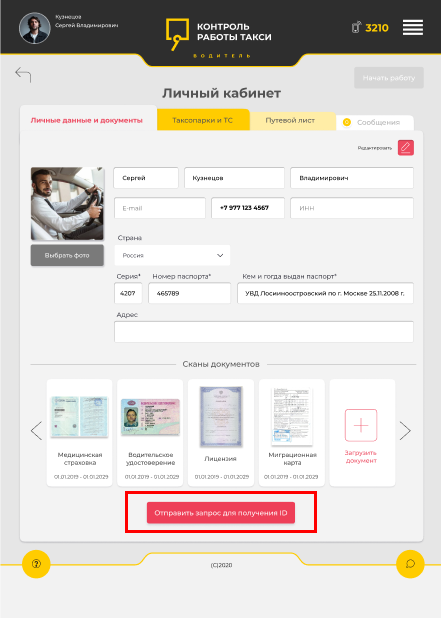 Кузнецов
Сергей Владимирович
КОНТРОЛЬ
РАБОТЫ ТАКСИ
ВОДИТЕЛЬ
3210
Начать работу
Личный кабинет
Личные данные и документы
Таксопарки и ТС
Путевой лист
Сообщения
Редактировать
Сергей
Кузнецов
Владимирович
E-mail
+7 977 123 4567
ИНН
Выбрать фото
Страна
Россия
Серия*
Номер паспорта*
Кем и гогда выдан паспорт*
4207
465789
УВД Лосииноостровский по г. Москве 25.11.2008 г.
Адрес
Сканы документов
Медицинская
страховка
01.01.2019 - 01.01.2029
Водительское
удостоверение
01.01.2019 - 01.01.2029
Лицензия
01.01.2019 - 01.01.2029
Миграционная
карта
01.01.2019 - 01.01.2029
Загрузить
документ
Отправить запрос для получения ID
(C)2020